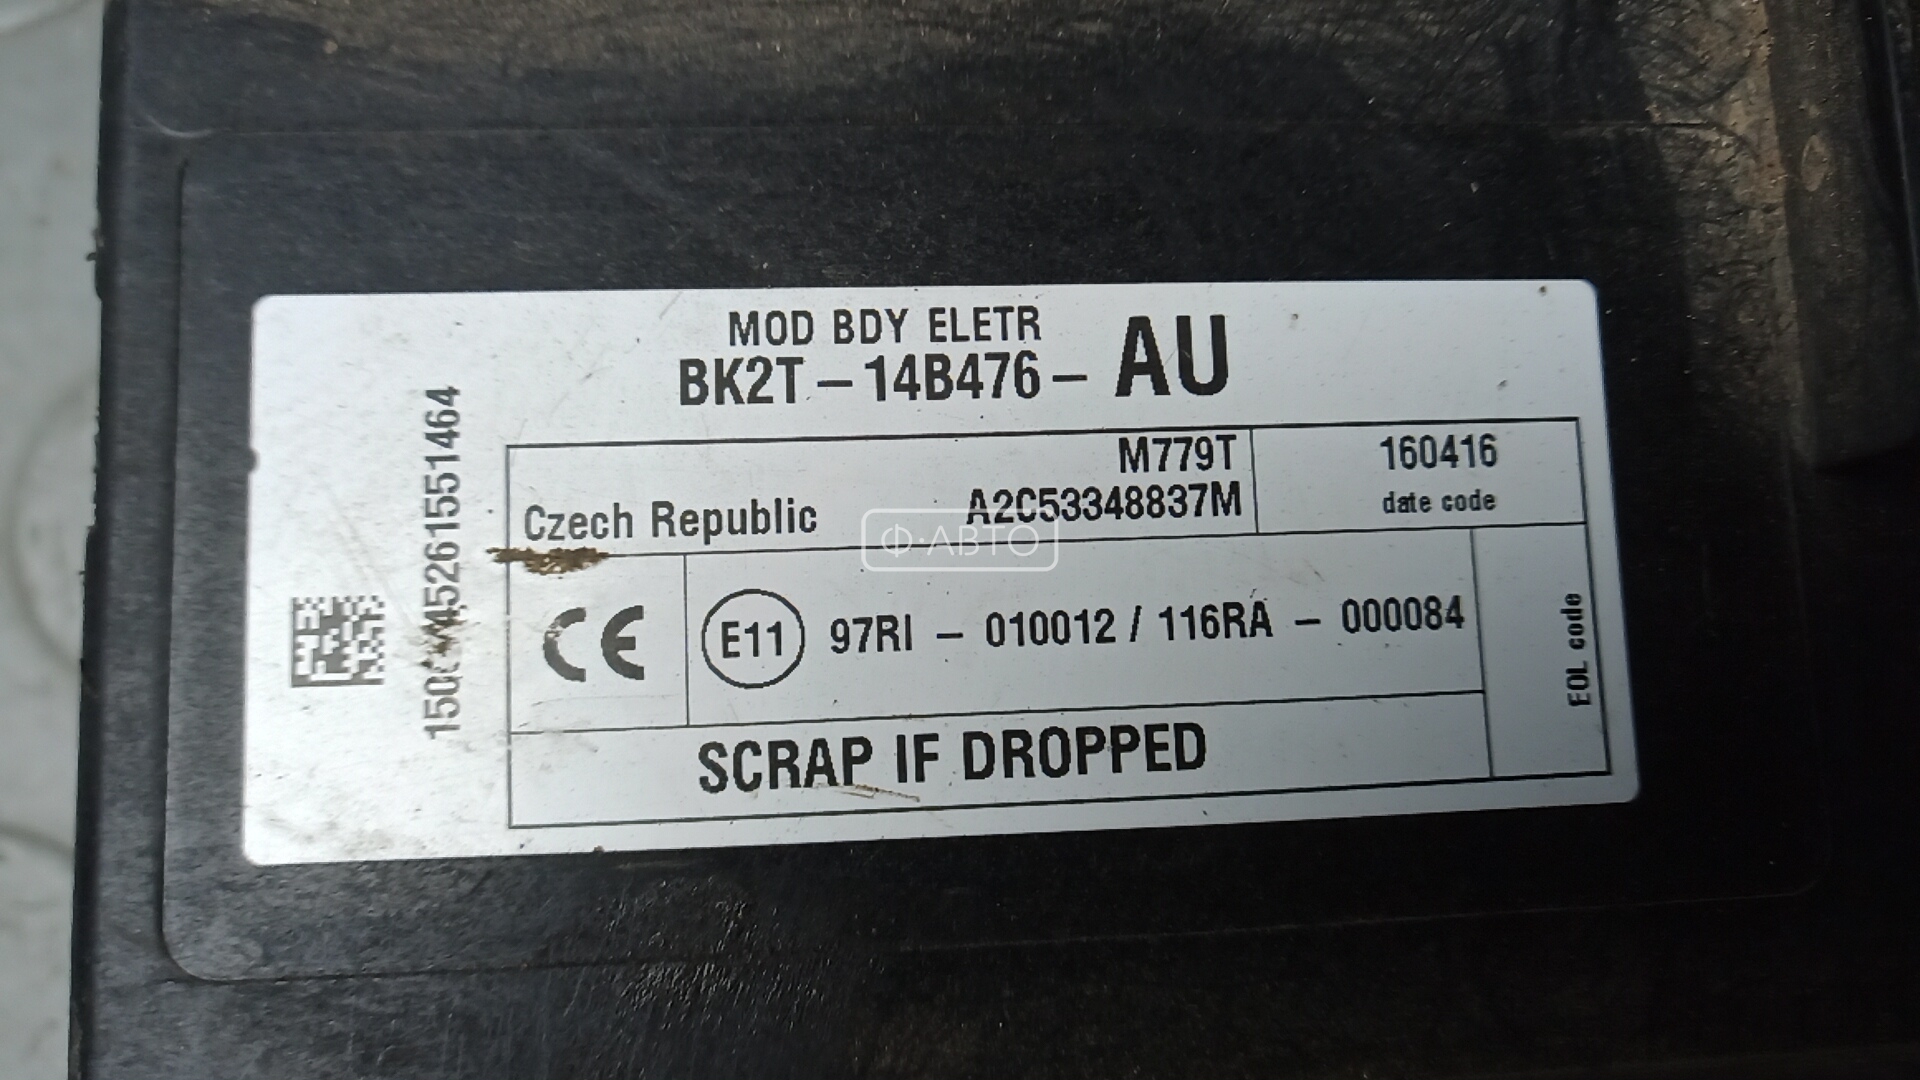 MOD BDY ELETR
BK2T - 14B476 - AU
M779T
Czech Republic A2C53348837M
160416
date code
Ф·АВТО
CE
E11 97RI - 010012 / 116RA - 000084
SCRAP IF DROPPED
EOL code